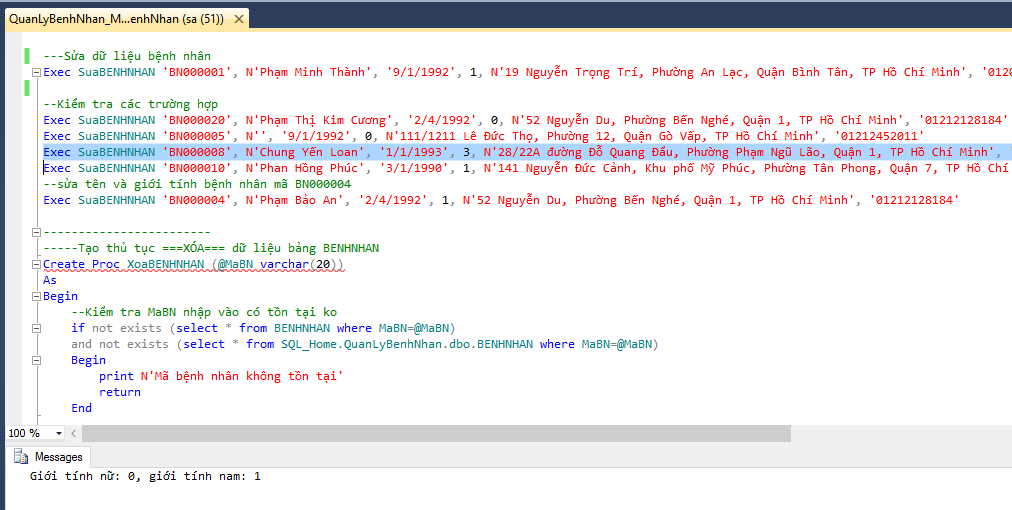 QuanLyBenhNhan_M...enhNhan (sa (51))
---Sửa dữ liệu bệnh nhân
Exec SuaBENHNHAN 'BN000001', N'Phạm Minh Thành', '9/1/1992', 1, N'19 Nguyễn Trọng Trí, Phường An Lạc, Quận Bình Tân, TP Hồ Chí Minh', '0120
--Kiểm tra các trường hợp
Exec SuaBENHNHAN 'BN000020', N'Phạm Thị Kim Cương', '2/4/1992', 0, N'52 Nguyễn Du, Phường Bến Nghé, Quận 1, TP Hồ Chí Minh', '01212128184'
Exec SuaBENHNHAN 'BN000005', N'', '9/1/1992', 0, N'111/1211 Lê Đức Thọ, Phường 12, Quận Gò Vấp, TP Hồ Chí Minh', '01212452011'
Exec SuaBENHNHAN 'BN000008', N'Chung Yến Loan', '1/1/1993', 3, N'28/22A đường Đỗ Quang Đẩu, Phường Phạm Ngũ Lão, Quận 1, TP Hồ Chí Minh',
Exec SuaBENHNHAN 'BN000010', N'Phan Hồng Phúc', '3/1/1990', 1, N'141 Nguyễn Đức Cảnh, Khu phố Mỹ Phúc, Phường Tân Phong, Quận 7, TP Hồ Chí
--sửa tên và giới tính bệnh nhân mã BN000004
Exec SuaBENHNHAN 'BN000004', N'Phạm Bảo An', '2/4/1992', 1, N'52 Nguyễn Du, Phường Bến Nghé, Quận 1, TP Hồ Chí Minh', '01212128184'
------------------------
-----Tạo thủ tục ===XÓA=== dữ liệu bảng BENHNHAN
Create Proc XoaBENHNHAN (@MaBN varchar(20))
As
Begin
--Kiểm tra MaBN nhập vào có tồn tại ko
if not exists (select * from BENHNHAN where MaBN=@MaBN)
and not exists (select * from SQL_Home.QuanLyBenhNhan.dbo.BENHNHAN where MaBN=@MaBN)
Begin
print N'Mã bệnh nhân không tồn tại'
return
End
100 %
Messages
Giới tính nữ: 0, giới tính nam: 1